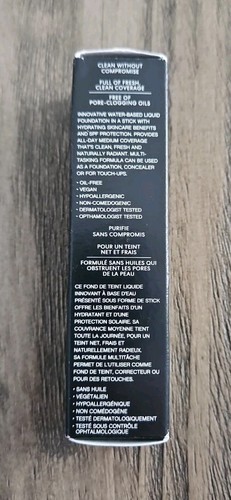 CLEAN WITHOUT
COMPROMISE
FULL OF FRESH,
CLEAN COVERAGE
FREE OF
PORE-CLOGGING OILS
INNOVATIVE WATER-BASED LIQUID
FOUNDATION IN A STICK WITH
HYDRATING SKINCARE BENEFITS
AND SPF PROTECTION. PROVIDES
ALL-DAY MEDIUM COVERAGE
THAT'S CLEAN, FRESH AND
NATURALLY RADIANT. MULTI-
TASKING FORMULA CAN BE USED
AS A FOUNDATION, CONCEALER
OR FOR TOUCH-UPS.
• OIL-FREE
• VEGAN
• HYPOALLERGENIC
• NON-COMEDOGENIC
• DERMATOLOGIST TESTED
• OPTHAMOLOGIST TESTED
PURIFIE
SANS COMPROMIS
POUR UN TEINT
NET ET FRAIS
FORMULÉ SANS HUILES QUI
OBSTRUENT LES PORES
DE LA PEAU
CE FOND DE TEINT LIQUIDE
INNOVANT À BASE D'EAU
PRÉSENTÉ SOUS FORME DE STICK
OFFRE LES BIENFAITS D'UN
HYDRATANT ET D'UNE
PROTECTION SOLAIRE. SA
COUVRANCE MOYENNE TIENT
TOUTE LA JOURNÉE, POUR UN
TEINT NET, FRAIS ET
NATURELLEMENT RADIEUX.
SA FORMULE MULTITÂCHE
PERMET DE L'UTILISER COMME
FOND DE TEINT, CORRECTEUR OU
POUR DES RETOUCHES.
• SANS HUILE
• VÉGÉTALIEN
• HYPOALLERGÉNIQUE
• NON COMÉDOGÈNE
• TESTÉ DERMATOLOGIQUEMENT
• TESTÉ SOUS CONTRÔLE
OPHTALMOLOGIQUE